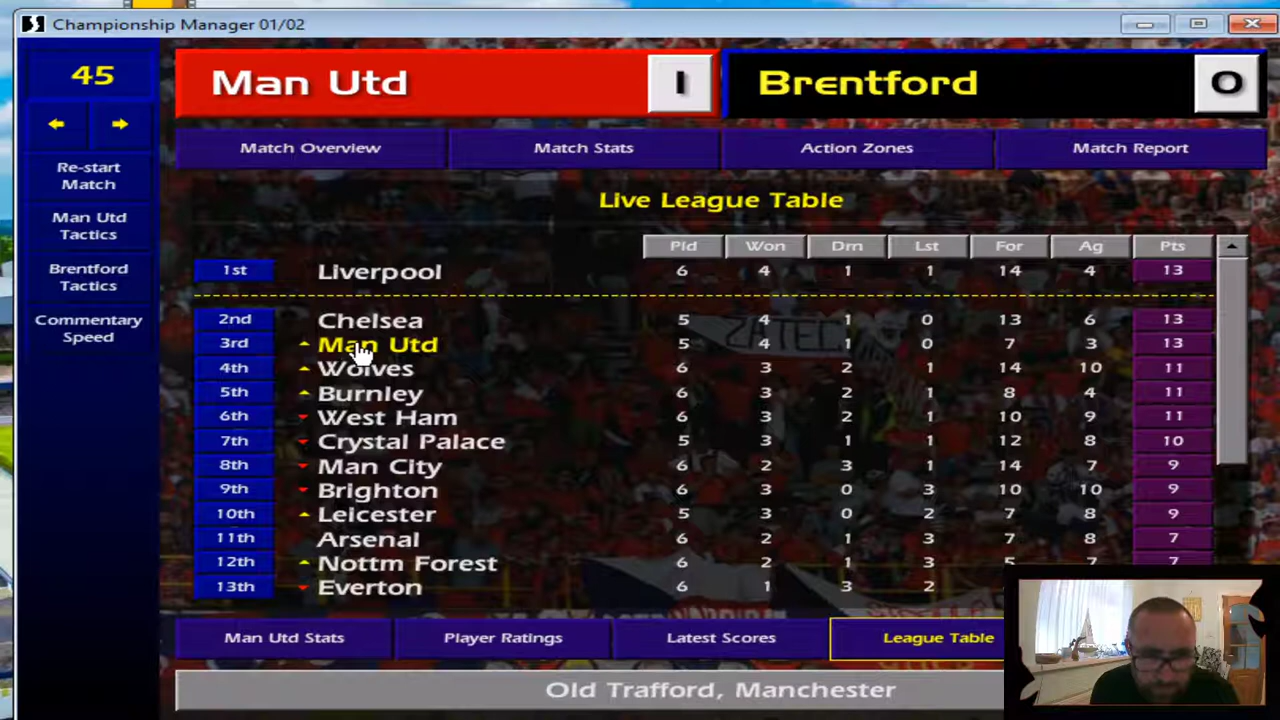 Championship Manager 01/02
45
Man Utd 1 Brentford 0
Match Overview Match Stats Action Zones Match Report
Re-start Match
Man Utd Tactics
Brentford Tactics
Commentary Speed
Live League Table
Pld Won Drn Lst For Ag Pts
1st Liverpool 6 4 1 1 14 4 13
2nd Chelsea 5 4 1 0 13 6 13
3rd Man Utd 5 4 1 0 7 3 13
4th Wolves 6 3 2 1 14 10 11
5th Burnley 6 3 2 1 8 4 11
6th West Ham 6 3 2 1 10 9 11
7th Crystal Palace 5 3 1 1 12 8 10
8th Man City 6 2 3 1 14 7 9
9th Brighton 6 3 0 3 10 10 9
10th Leicester 5 3 0 2 7 8 9
11th Arsenal 6 2 1 3 7 8 7
12th Nottm Forest 6 2 1 3 5 7 7
13th Everton 6 1 3 2
Man Utd Stats Player Ratings Latest Scores League Table
Old Trafford, Manchester